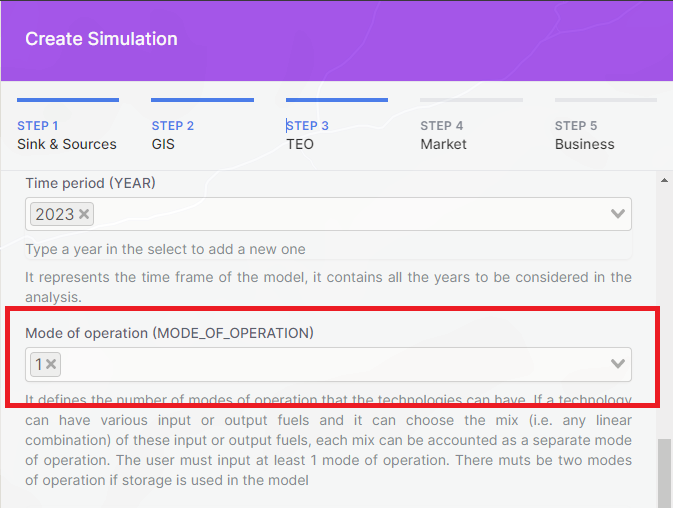 Create Simulation
STEP 1
STEP 2
STEP 3
STEP 4
STEP 5
Sink & Sources
GIS
TEO
Market
Business
Time period (YEAR)
2023
Type a year in the select to add a new one
It represents the time frame of the model, it contains all the years to be considered in the
analysis.
Mode of operation (MODE_OF_OPERATION)
1
It defines the number of modes of operation that the technologies can have. If a technology
can have various input or output fuels and it can choose the mix (i.e. any linear
combination) of these input or output fuels, each mix can be accounted as a separate mode
of operation. The user must input at least 1 mode of operation. There muts be two modes
of operation if storage is used in the model